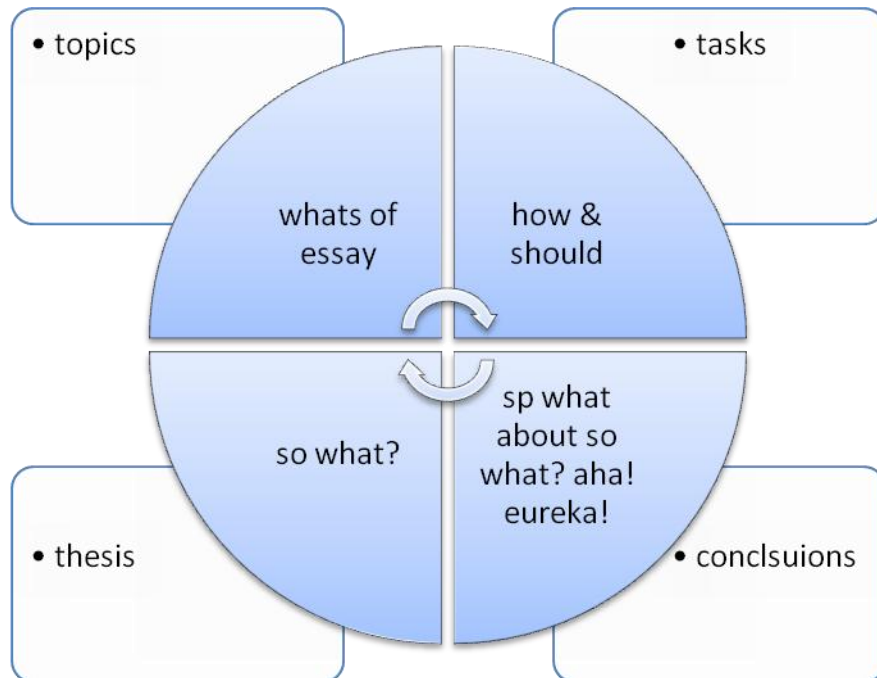 • topics
• tasks
whats of
essay
how &
should
so what?
sp what
about so
what? aha!
eureka!
• thesis
• conclsuions